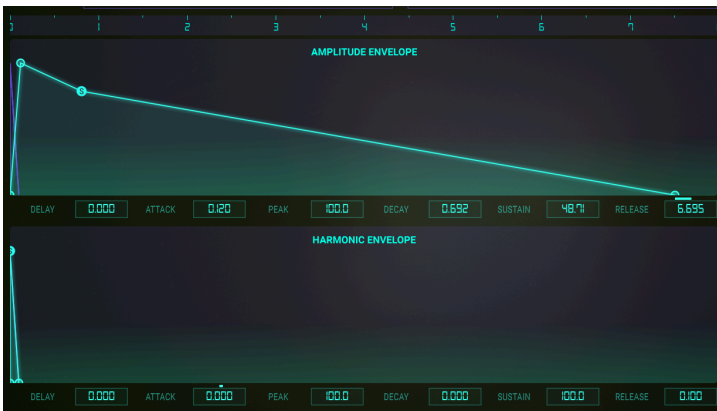 0 1 2 3 4 5 6 7
AMPLITUDE ENVELOPE
S
DELAY 0.000 ATTACK 0.120 PEAK 100.0 DECAY 0.692 SUSTAIN 48.71 RELEASE 6.695
HARMONIC ENVELOPE
S
DELAY 0.000 ATTACK 0.000 PEAK 100.0 DECAY 0.000 SUSTAIN 100.0 RELEASE 0.100